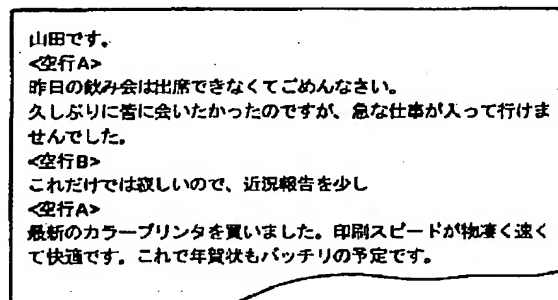 山田です。
<空行A>
昨日の飲み会は出席できなくてごめんなさい。
久しぶりに皆に会いたかったのですが、急な仕事が入って行けま
せんでした。
<空行B>
これだけでは寂しいので、近況報告を少し
<空行A>
最新のカラープリンタを買いました。印刷スピードが物凄く速く
て快適です。これで年賀状もバッチリの予定です。